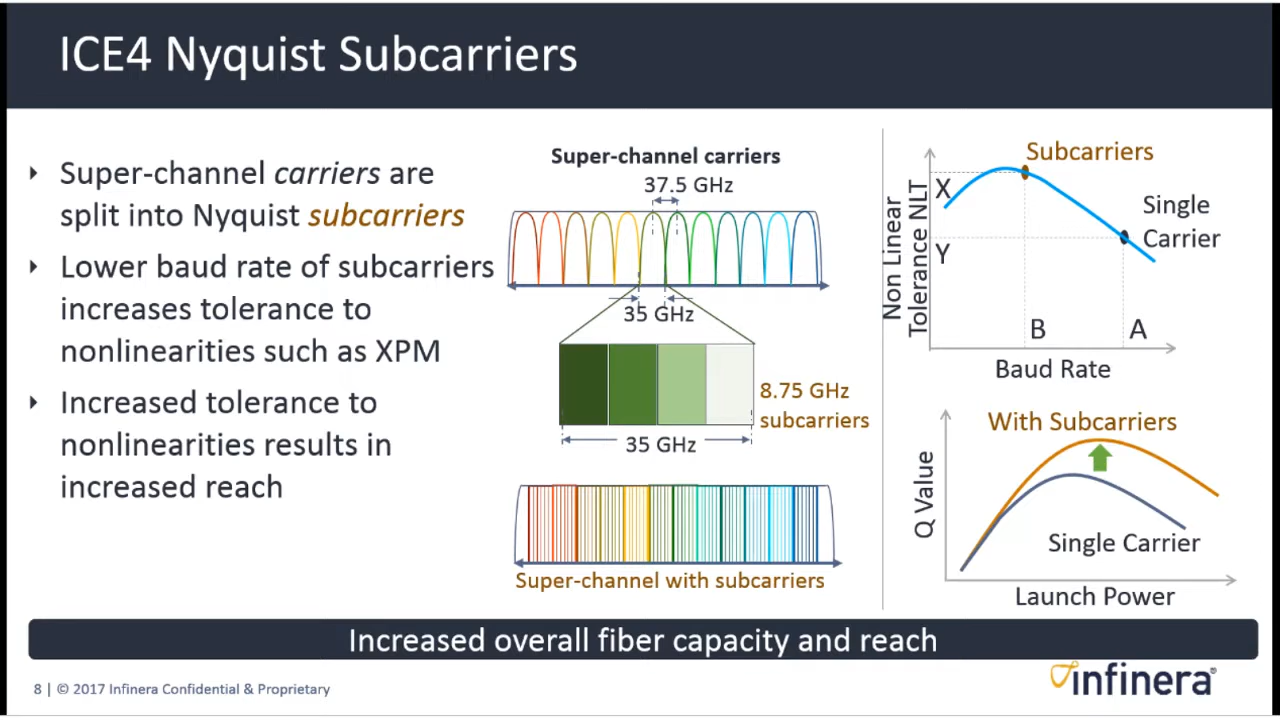 ICE4 Nyquist Subcarriers
Super-channel carriers are
split into Nyquist subcarriers
Lower baud rate of subcarriers
increases tolerance to
nonlinearities such as XPM
Increased tolerance to
nonlinearities results in
increased reach
Super-channel carriers
37.5 GHz
35 GHz
8.75 GHz
subcarriers
35 GHz
Super-channel with subcarriers
Subcarriers
Single
Carrier
X
Y
B
A
Non Linear
Tolerance NLT
Baud Rate
With Subcarriers
Single Carrier
Q Value
Launch Power
Increased overall fiber capacity and reach
8 | © 2017 Infinera Confidential & Proprietary
infinera®